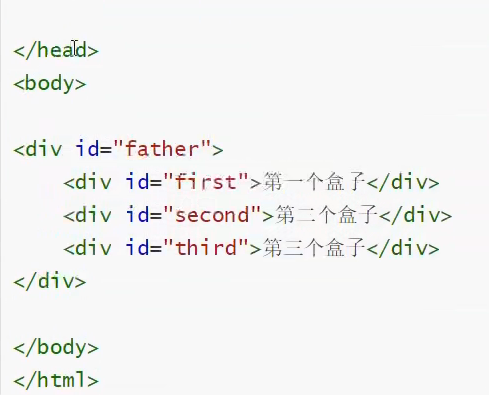 </head>
<body>
<div id="father">
<div id="first">第一个盒子</div>
<div id="second">第二个盒子</div>
<div id="third">第三个盒子</div>
</div>
</body>
</html>